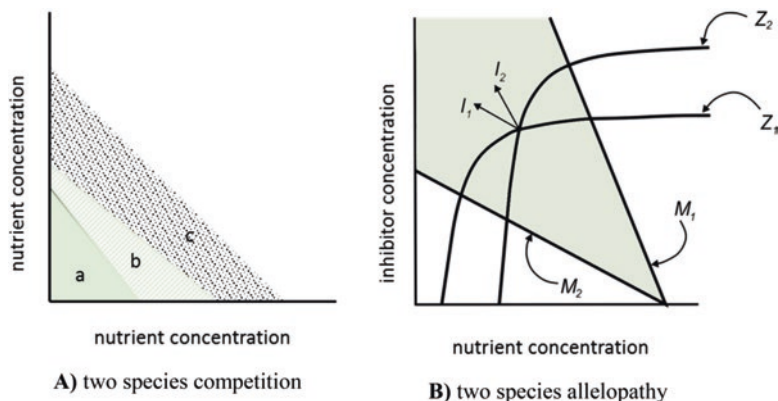 nutrient concentration
a
b
c
nutrient concentration
A) two species competition
inhibitor concentration
I₁
I₂
Z₂
Z₁
M₁
M₂
nutrient concentration
B) two species allelopathy